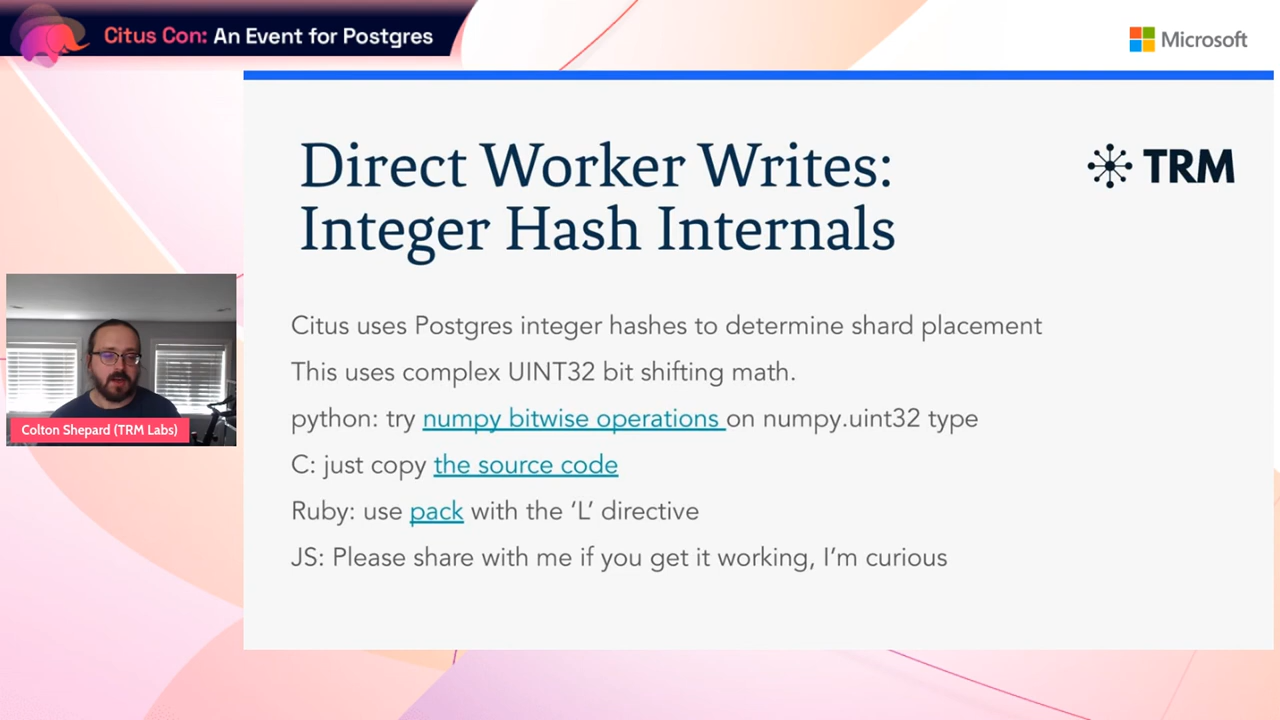 Citus Con: An Event for Postgres
Microsoft
Direct Worker Writes:
Integer Hash Internals
TRM
Citus uses Postgres integer hashes to determine shard placement
This uses complex UINT32 bit shifting math.
python: try numpy bitwise operations on numpy.uint32 type
C: just copy the source code
Ruby: use pack with the ‘L’ directive
JS: Please share with me if you get it working, I’m curious
Colton Shepard (TRM Labs)